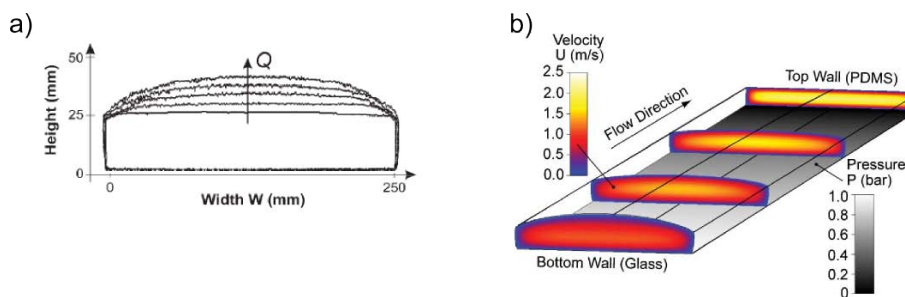 a)
50
25
0
Height (mm)
Q
0
250
Width W (mm)
b)
Velocity
U (m/s)
2.5
2.0
1.5
1.0
0.5
0.0
Top Wall (PDMS)
Flow Direction
Pressure
P (bar)
1.0
0.8
0.6
0.4
0.2
0
Bottom Wall (Glass)